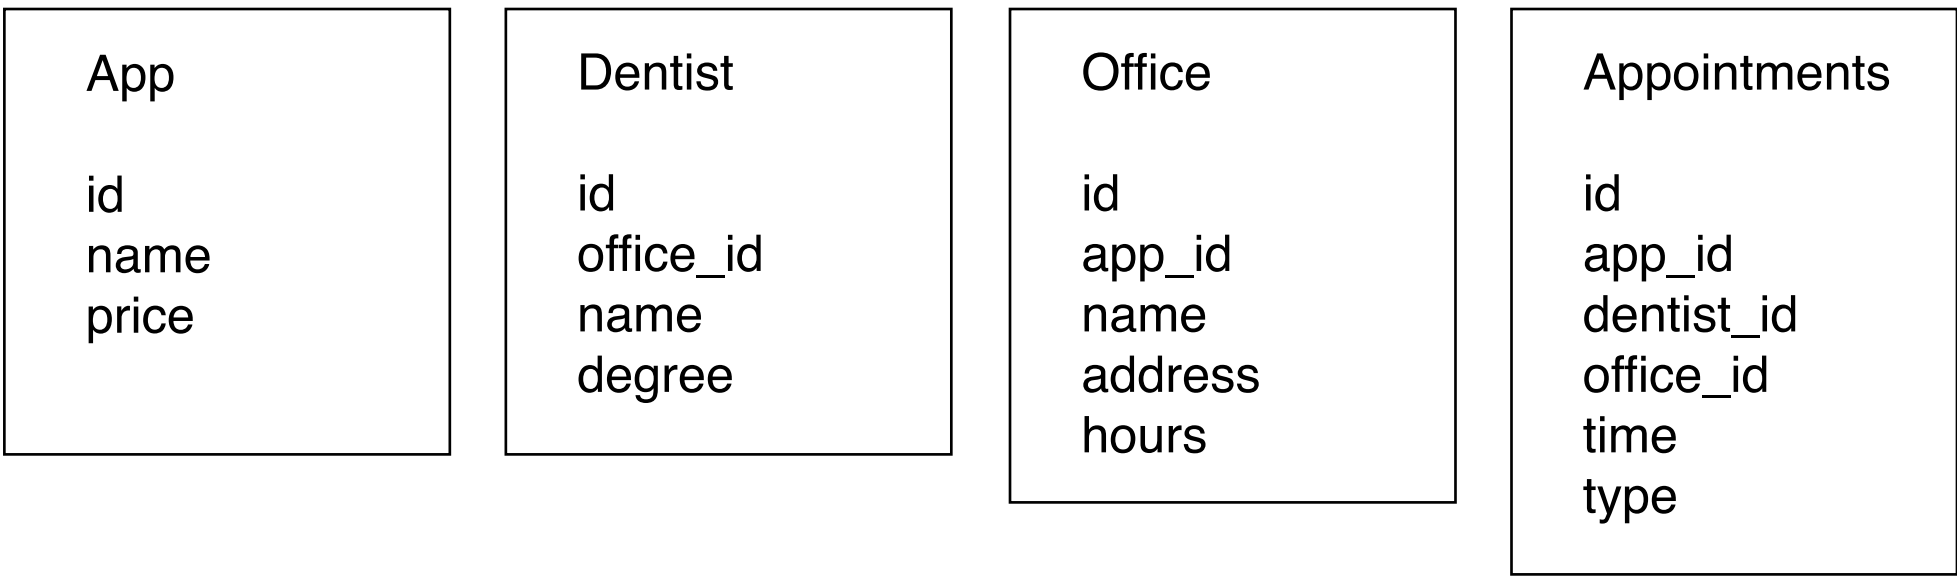 App
id
name
price
Dentist
id
office_id
name
degree
Office
id
app_id
name
address
hours
Appointments
id
app_id
dentist_id
office_id
time
type